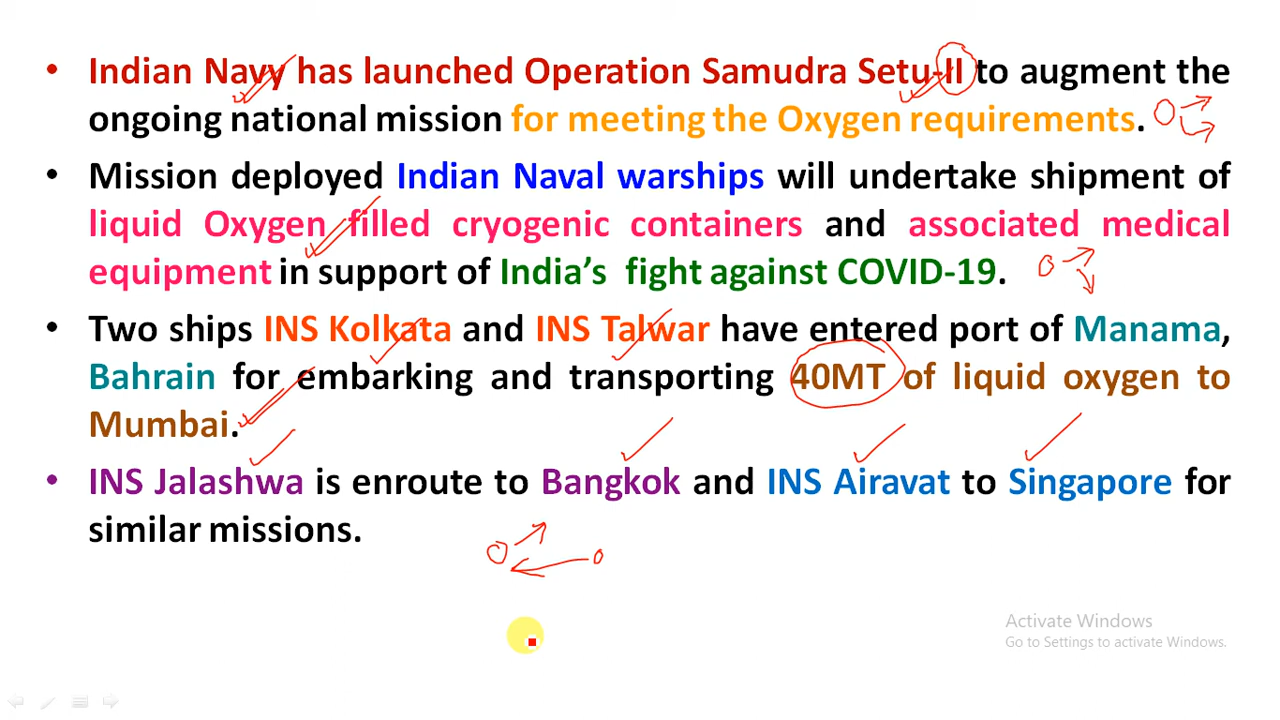 • Indian Navy has launched Operation Samudra Setu-II to augment the
ongoing national mission for meeting the Oxygen requirements.
• Mission deployed Indian Naval warships will undertake shipment of
liquid Oxygen filled cryogenic containers and associated medical
equipment in support of India's fight against COVID-19.
• Two ships INS Kolkata and INS Talwar have entered port of Manama,
Bahrain for embarking and transporting 40MT of liquid oxygen to
Mumbai.
• INS Jalashwa is enroute to Bangkok and INS Airavat to Singapore for
similar missions.
Activate Windows
Go to Settings to activate Windows.